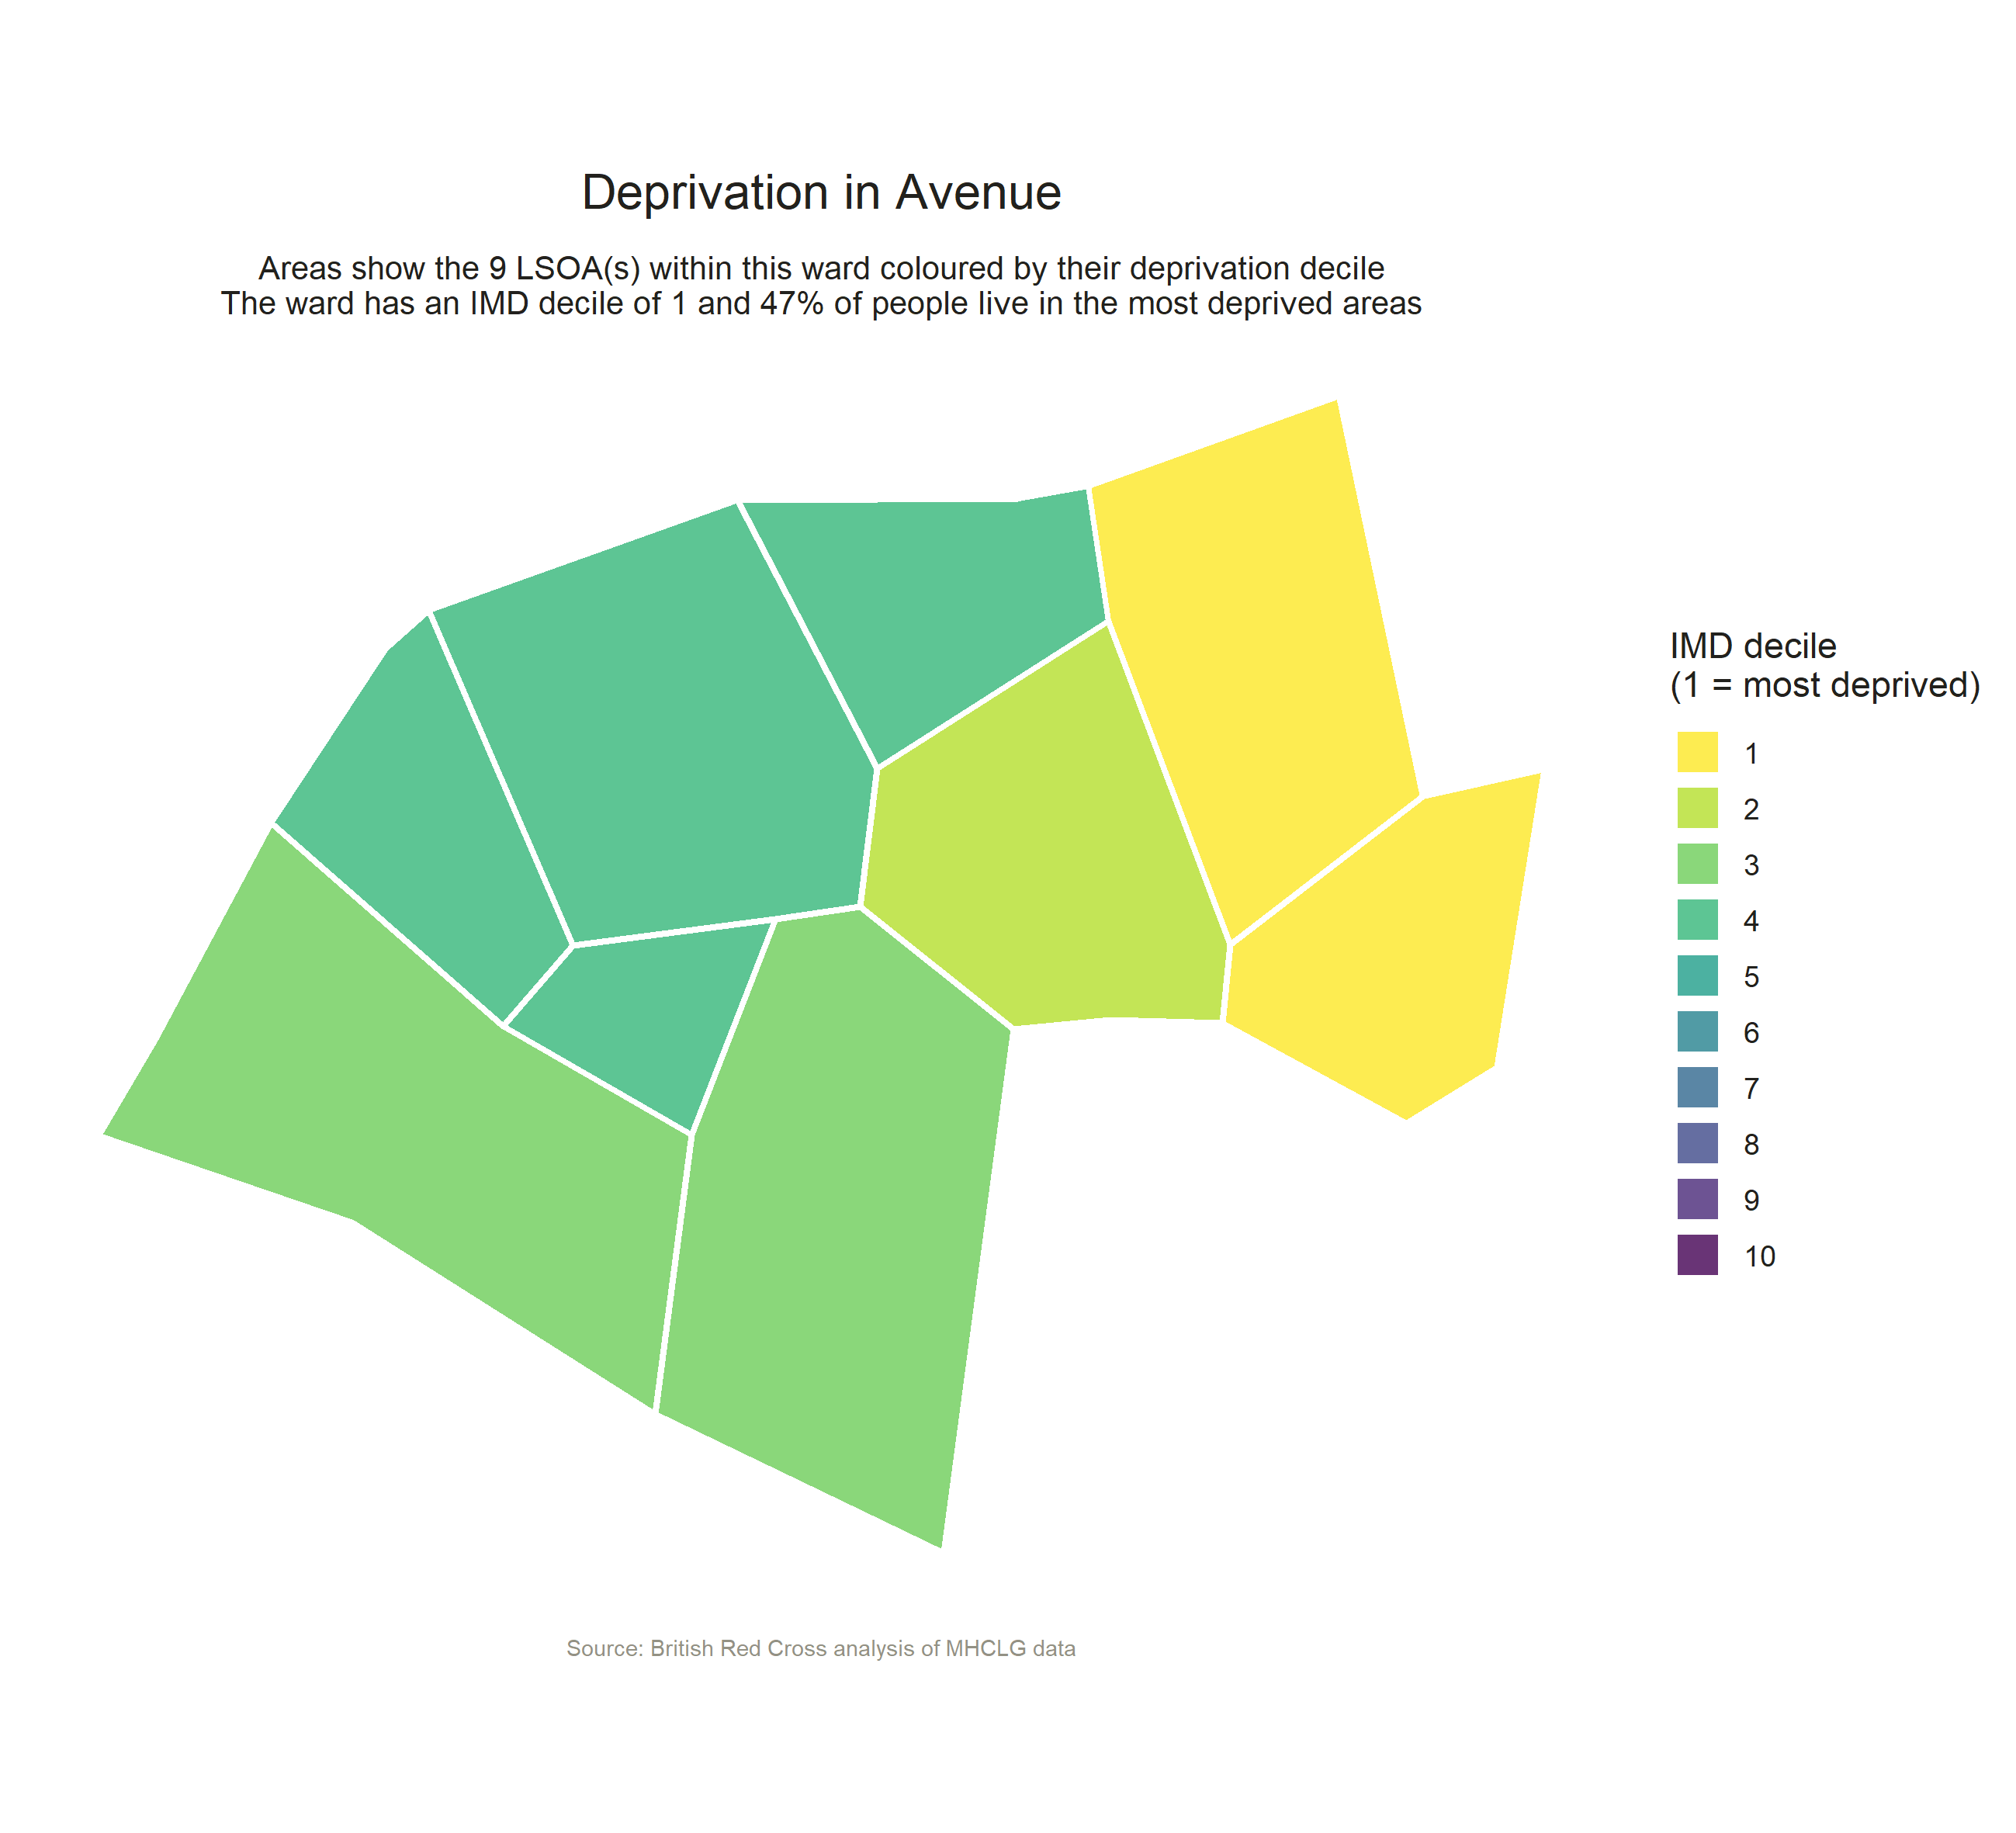 Deprivation in Avenue
Areas show the 9 LSOA(s) within this ward coloured by their deprivation decile
The ward has an IMD decile of 1 and 47% of people live in the most deprived areas
IMD decile
(1 = most deprived)
1
2
3
4
5
6
7
8
9
10
Source: British Red Cross analysis of MHCLG data